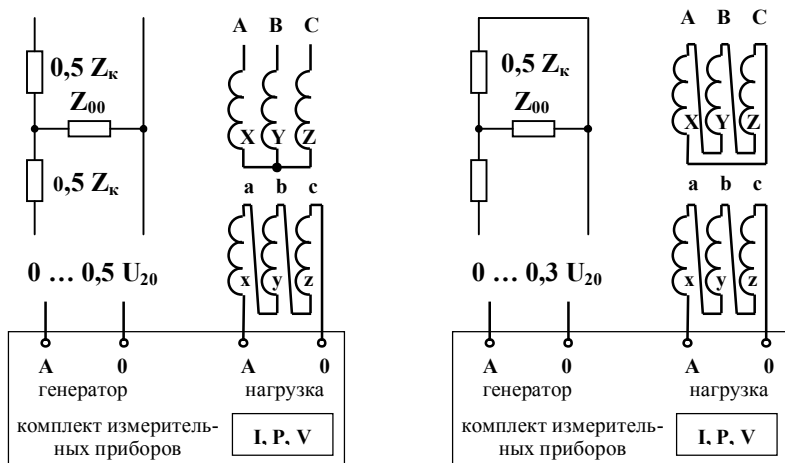 A B C
0,5 Zк
Z00
X Y Z
0,5 Zк
a b c
0 ... 0,5 U20
x y z
A 0 A 0
генератор нагрузка
комплект измеритель-
ных приборов
I, P, V
A B C
0,5 Zк
Z00
X Y Z
a b c
0 ... 0,3 U20
x y z
A 0 A 0
генератор нагрузка
комплект измеритель-
ных приборов
I, P, V